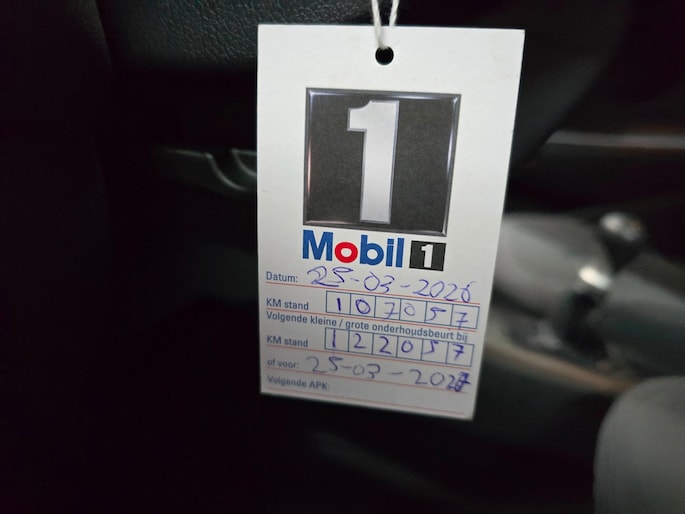 1
Mobil 1
Datum: 25-03-2026
KM stand 107057
Volgende kleine / grote onderhoudsbeurt bij
KM stand 122057
of voor: 25-03-2027
Volgende APK: